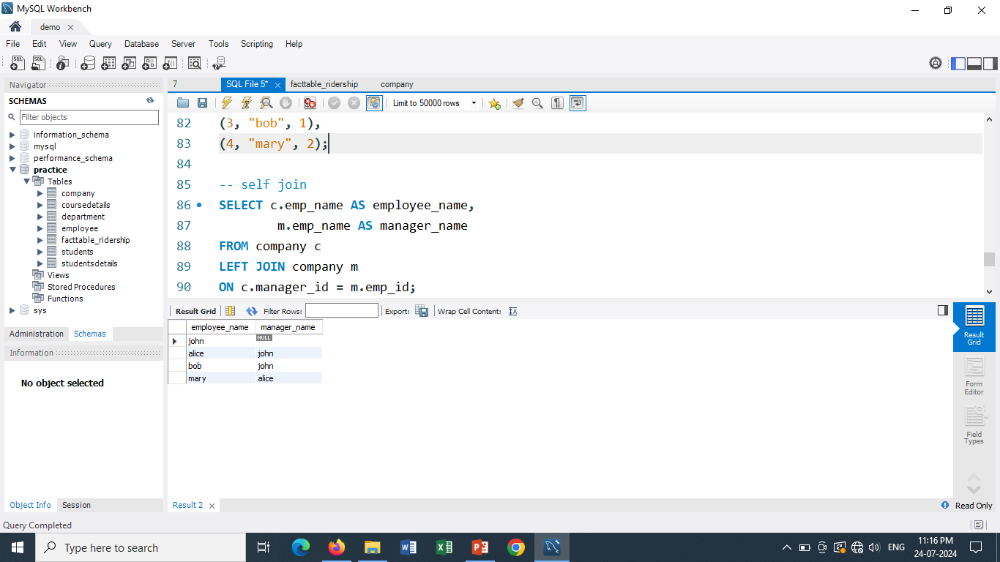 MySQL Workbench
demo
File Edit View Query Database Server Tools Scripting Help
Navigator
SCHEMAS
Filter objects
information_schema
mysql
performance_schema
practice
Tables
company
coursedetails
department
employee
facttable_ridership
students
studentsdetails
Views
Stored Procedures
Functions
sys
Administration Schemas
Information
No object selected
Object Info Session
7 SQL File 5* facttable_ridership company
Limit to 50000 rows
82 (3, "bob", 1),
83 (4, "mary", 2);
84
85 -- self join
86 SELECT c.emp_name AS employee_name,
87 m.emp_name AS manager_name
88 FROM company c
89 LEFT JOIN company m
90 ON c.manager_id = m.emp_id;
Result Grid Filter Rows: Export: Wrap Cell Content:
employee_name manager_name
john NULL
alice john
bob john
mary alice
Result
Grid
Form
Editor
Field
Types
Result 2
Read Only
Query Completed
Type here to search
ENG
11:16 PM
24-07-2024